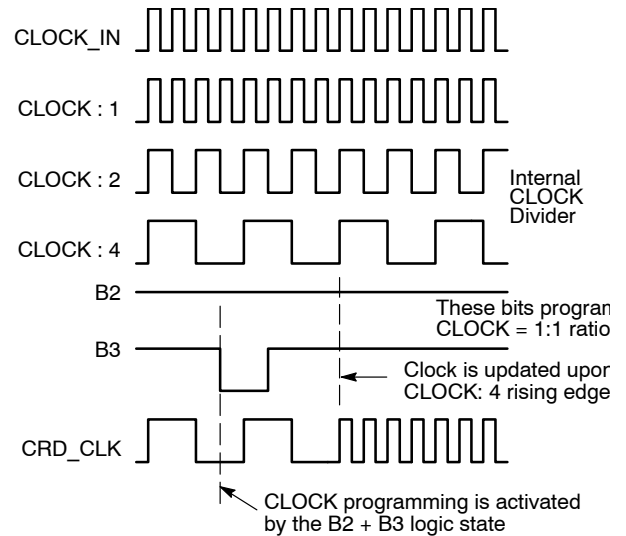 CLOCK_IN
CLOCK : 1
CLOCK : 2
Internal
CLOCK
Divider
CLOCK : 4
B2
These bits program
CLOCK = 1:1 ratio
B3
Clock is updated upon
CLOCK: 4 rising edge
CRD_CLK
CLOCK programming is activated
by the B2 + B3 logic state